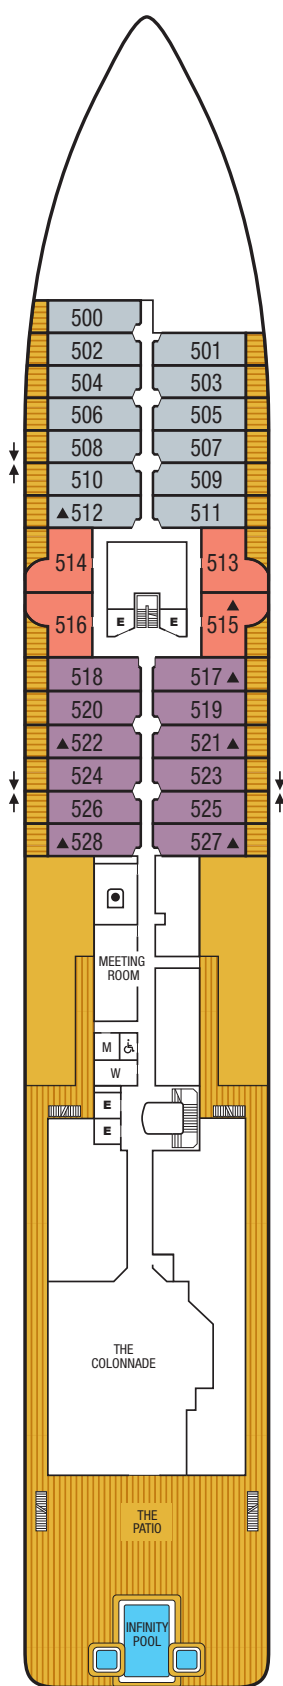 500
502 501
504 503
506 505
508 507
510 509
▲512 511
514 513
516 ▲515
E E
518 517▲
520 519
▲522 521▲
524 523
526 525
▲528 527▲
MEETING
ROOM
M
W
E
E
THE
COLONNADE
THE
PATIO
INFINITY
POOL